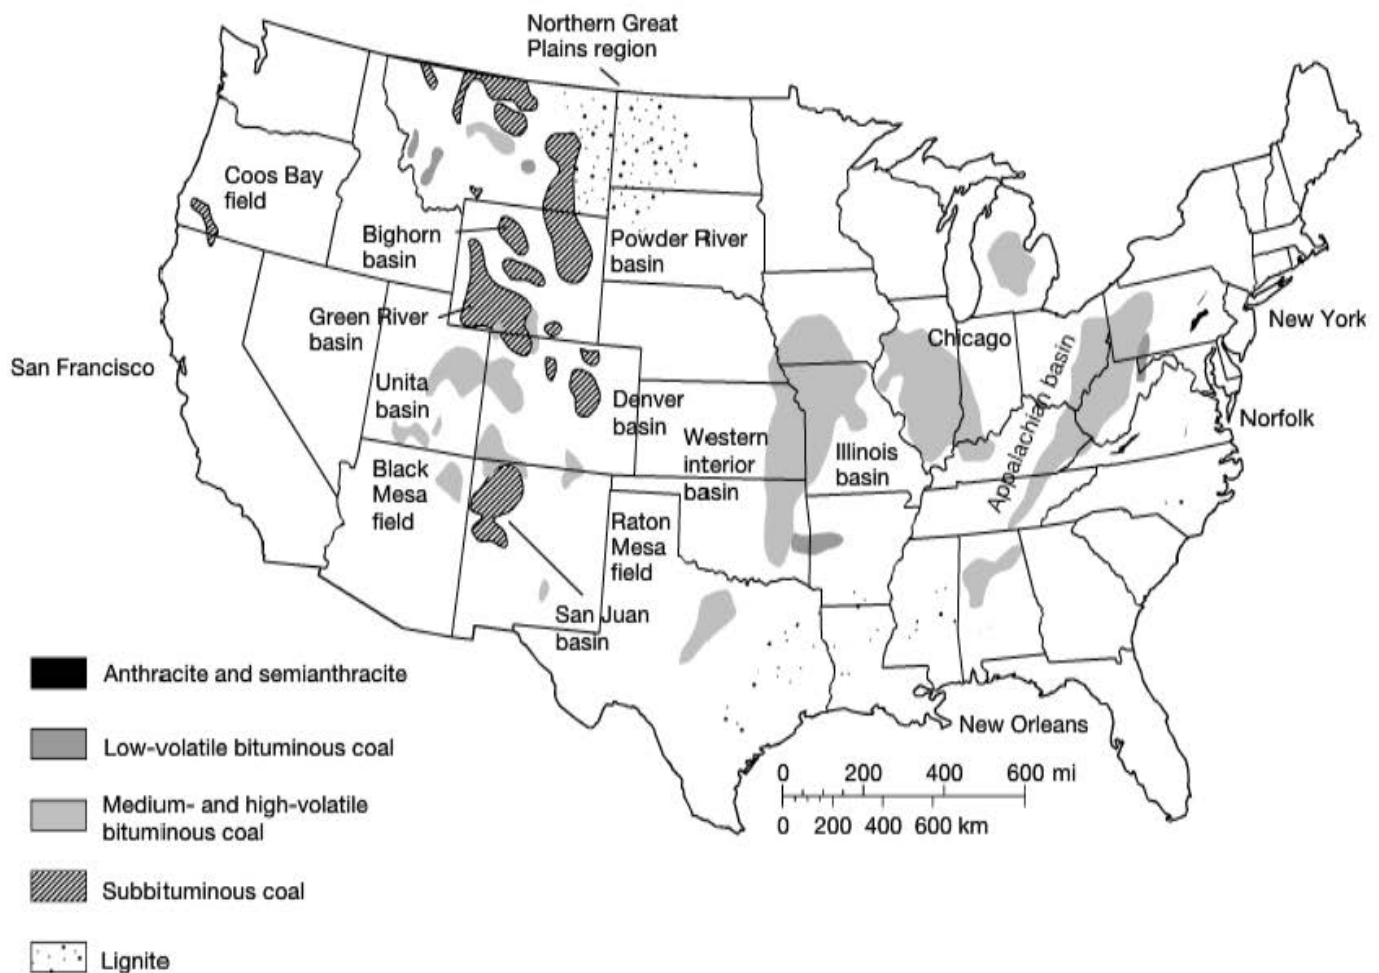 Northern Great
Plains region
Coos Bay
field
Bighorn
basin
Powder River
basin
Green River
basin
Chicago
New York
San Francisco
Unita
basin
Denver
basin
Appalachian basin
Norfolk
Western
interior
basin
Illinois
basin
Black
Mesa
field
Raton
Mesa
field
San Juan
basin
New Orleans
0 200 400 600 mi
0 200 400 600 km
Anthracite and semianthracite
Low-volatile bituminous coal
Medium- and high-volatile
bituminous coal
Subbituminous coal
Lignite